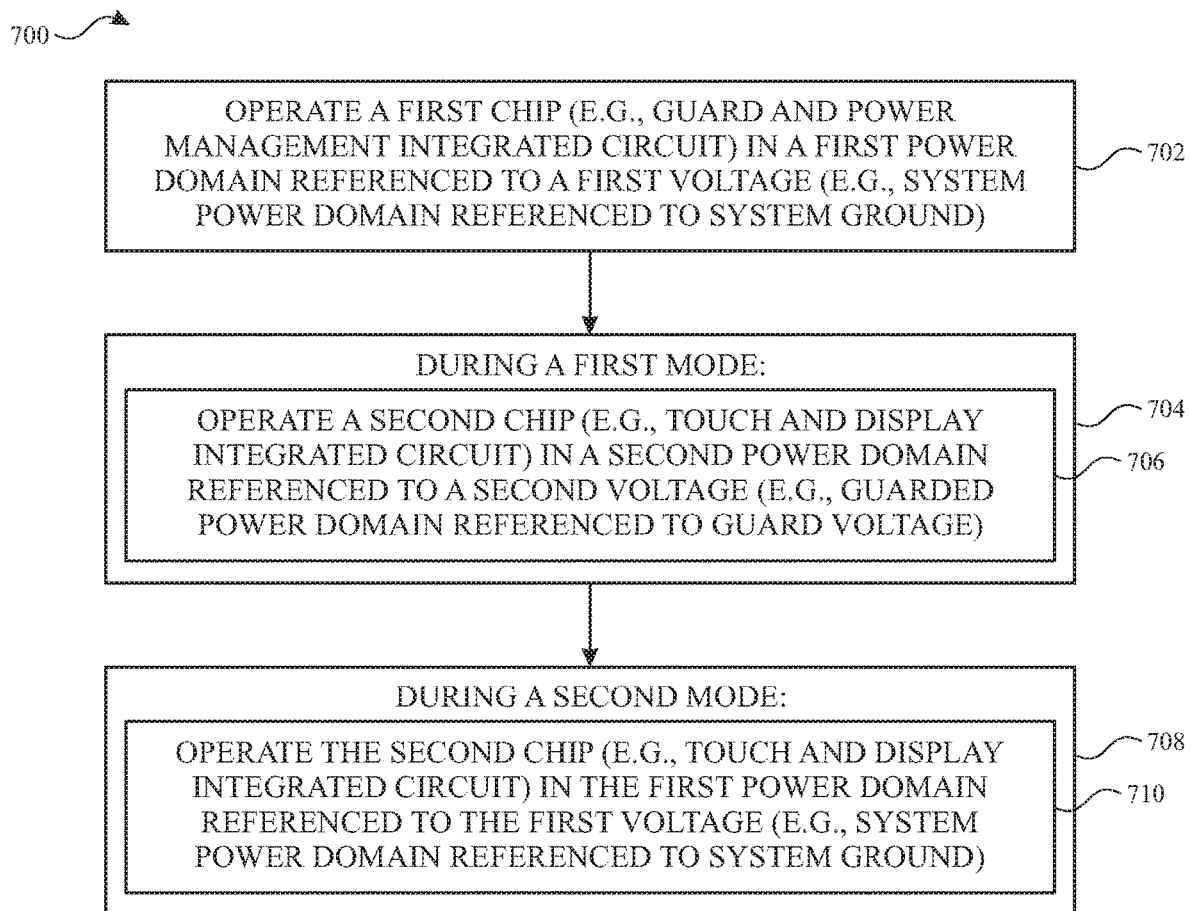 700
OPERATE A FIRST CHIP (E.G., GUARD AND POWER
MANAGEMENT INTEGRATED CIRCUIT) IN A FIRST POWER
DOMAIN REFERENCED TO A FIRST VOLTAGE (E.G., SYSTEM
POWER DOMAIN REFERENCED TO SYSTEM GROUND)
702
DURING A FIRST MODE:
704
OPERATE A SECOND CHIP (E.G., TOUCH AND DISPLAY
INTEGRATED CIRCUIT) IN A SECOND POWER DOMAIN
REFERENCED TO A SECOND VOLTAGE (E.G., GUARDED
POWER DOMAIN REFERENCED TO GUARD VOLTAGE)
706
DURING A SECOND MODE:
708
OPERATE THE SECOND CHIP (E.G., TOUCH AND DISPLAY
INTEGRATED CIRCUIT) IN THE FIRST POWER DOMAIN
REFERENCED TO THE FIRST VOLTAGE (E.G., SYSTEM
POWER DOMAIN REFERENCED TO SYSTEM GROUND)
710